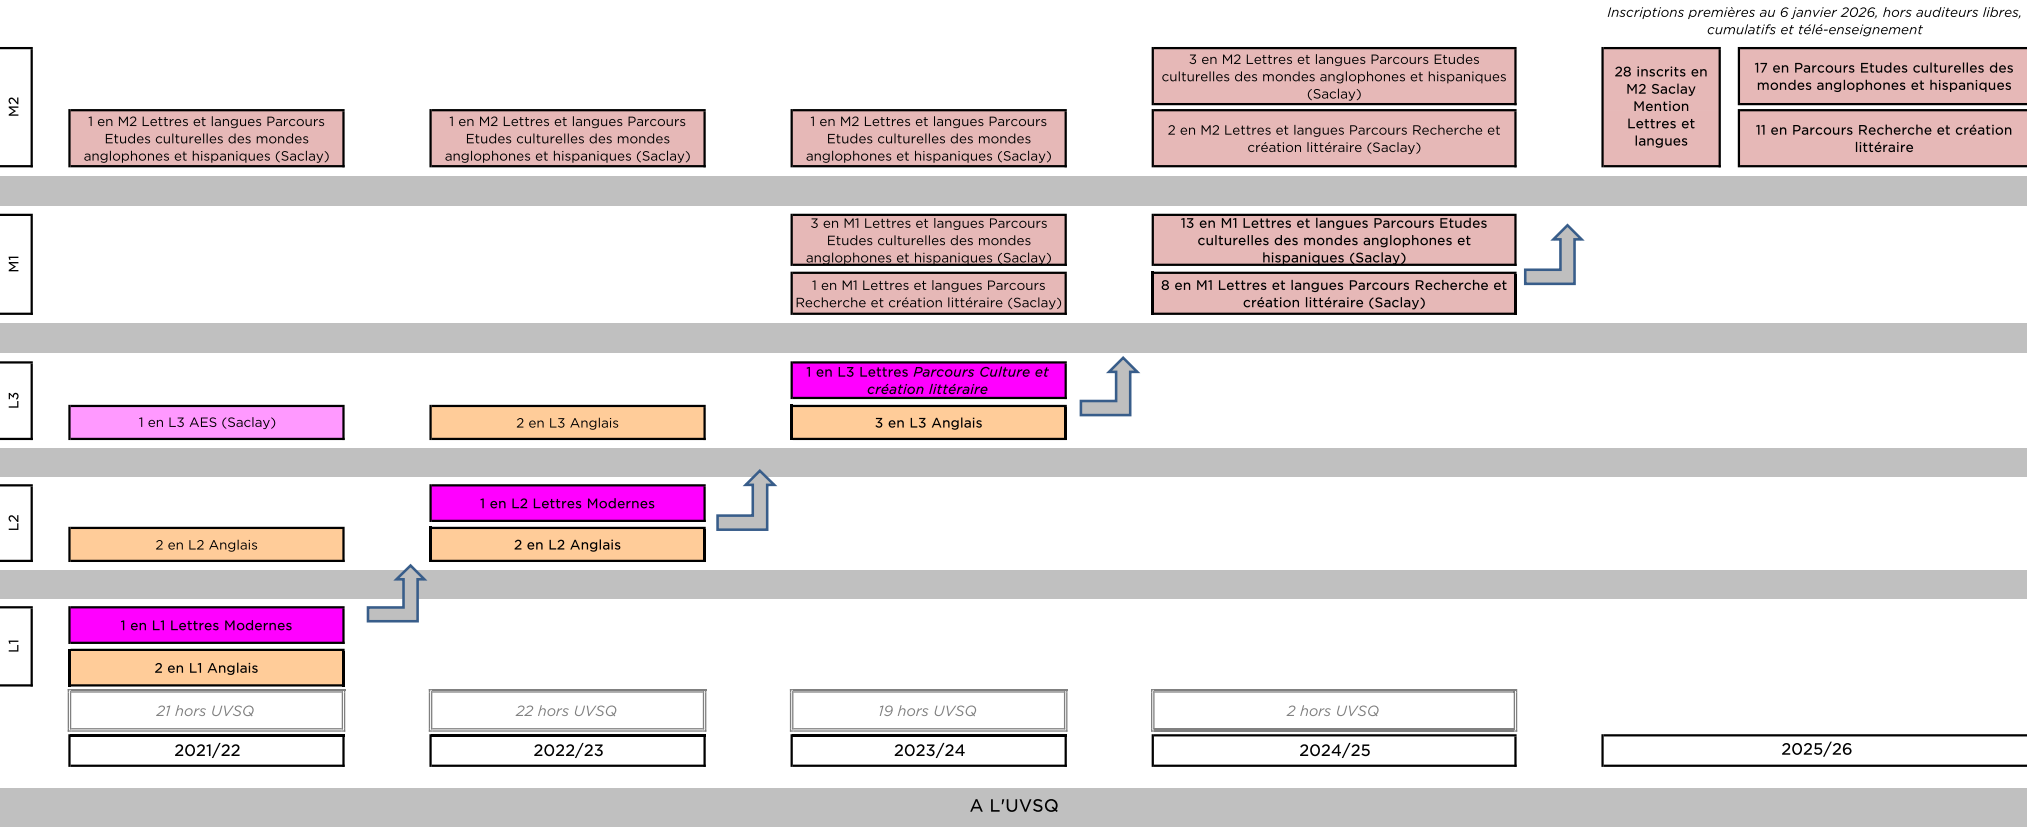 Inscriptions premières au 6 janvier 2026, hors auditeurs libres,
cumulatifs et télé-enseignement
M2
1 en M2 Lettres et langues Parcours
Etudes culturelles des mondes
anglophones et hispaniques (Saclay)
1 en M2 Lettres et langues Parcours
Etudes culturelles des mondes
anglophones et hispaniques (Saclay)
1 en M2 Lettres et langues Parcours
Etudes culturelles des mondes
anglophones et hispaniques (Saclay)
3 en M2 Lettres et langues Parcours Etudes
culturelles des mondes anglophones et hispaniques
(Saclay)
2 en M2 Lettres et langues Parcours Recherche et
création littéraire (Saclay)
28 inscrits en
M2 Saclay
Mention
Lettres et
langues
17 en Parcours Etudes culturelles des
mondes anglophones et hispaniques
11 en Parcours Recherche et création
littéraire
M1
3 en M1 Lettres et langues Parcours
Etudes culturelles des mondes
anglophones et hispaniques (Saclay)
1 en M1 Lettres et langues Parcours
Recherche et création littéraire (Saclay)
13 en M1 Lettres et langues Parcours Etudes
culturelles des mondes anglophones et
hispaniques (Saclay)
8 en M1 Lettres et langues Parcours Recherche et
création littéraire (Saclay)
L3
1 en L3 AES (Saclay)
2 en L3 Anglais
1 en L3 Lettres Parcours Culture et
création littéraire
3 en L3 Anglais
L2
2 en L2 Anglais
1 en L2 Lettres Modernes
2 en L2 Anglais
L1
1 en L1 Lettres Modernes
2 en L1 Anglais
21 hors UVSQ
22 hors UVSQ
19 hors UVSQ
2 hors UVSQ
2021/22
2022/23
2023/24
2024/25
2025/26
A L'UVSQ